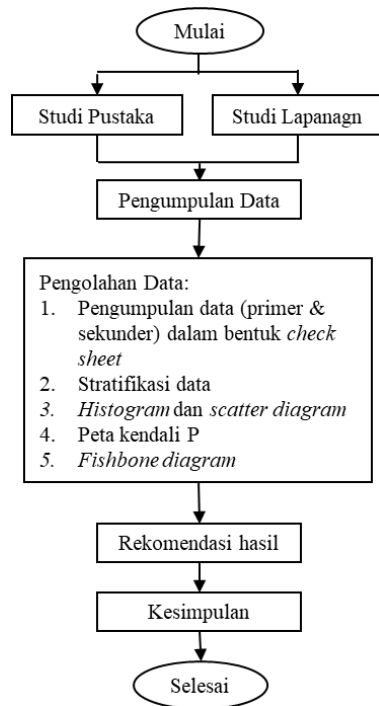 Mulai
Studi Pustaka
Studi Lapanagn
Pengumpulan Data
Pengolahan Data:
1. Pengumpulan data (primer &
sekunder) dalam bentuk check
sheet
2. Stratifikasi data
3. Histogram dan scatter diagram
4. Peta kendali P
5. Fishbone diagram
Rekomendasi hasil
Kesimpulan
Selesai